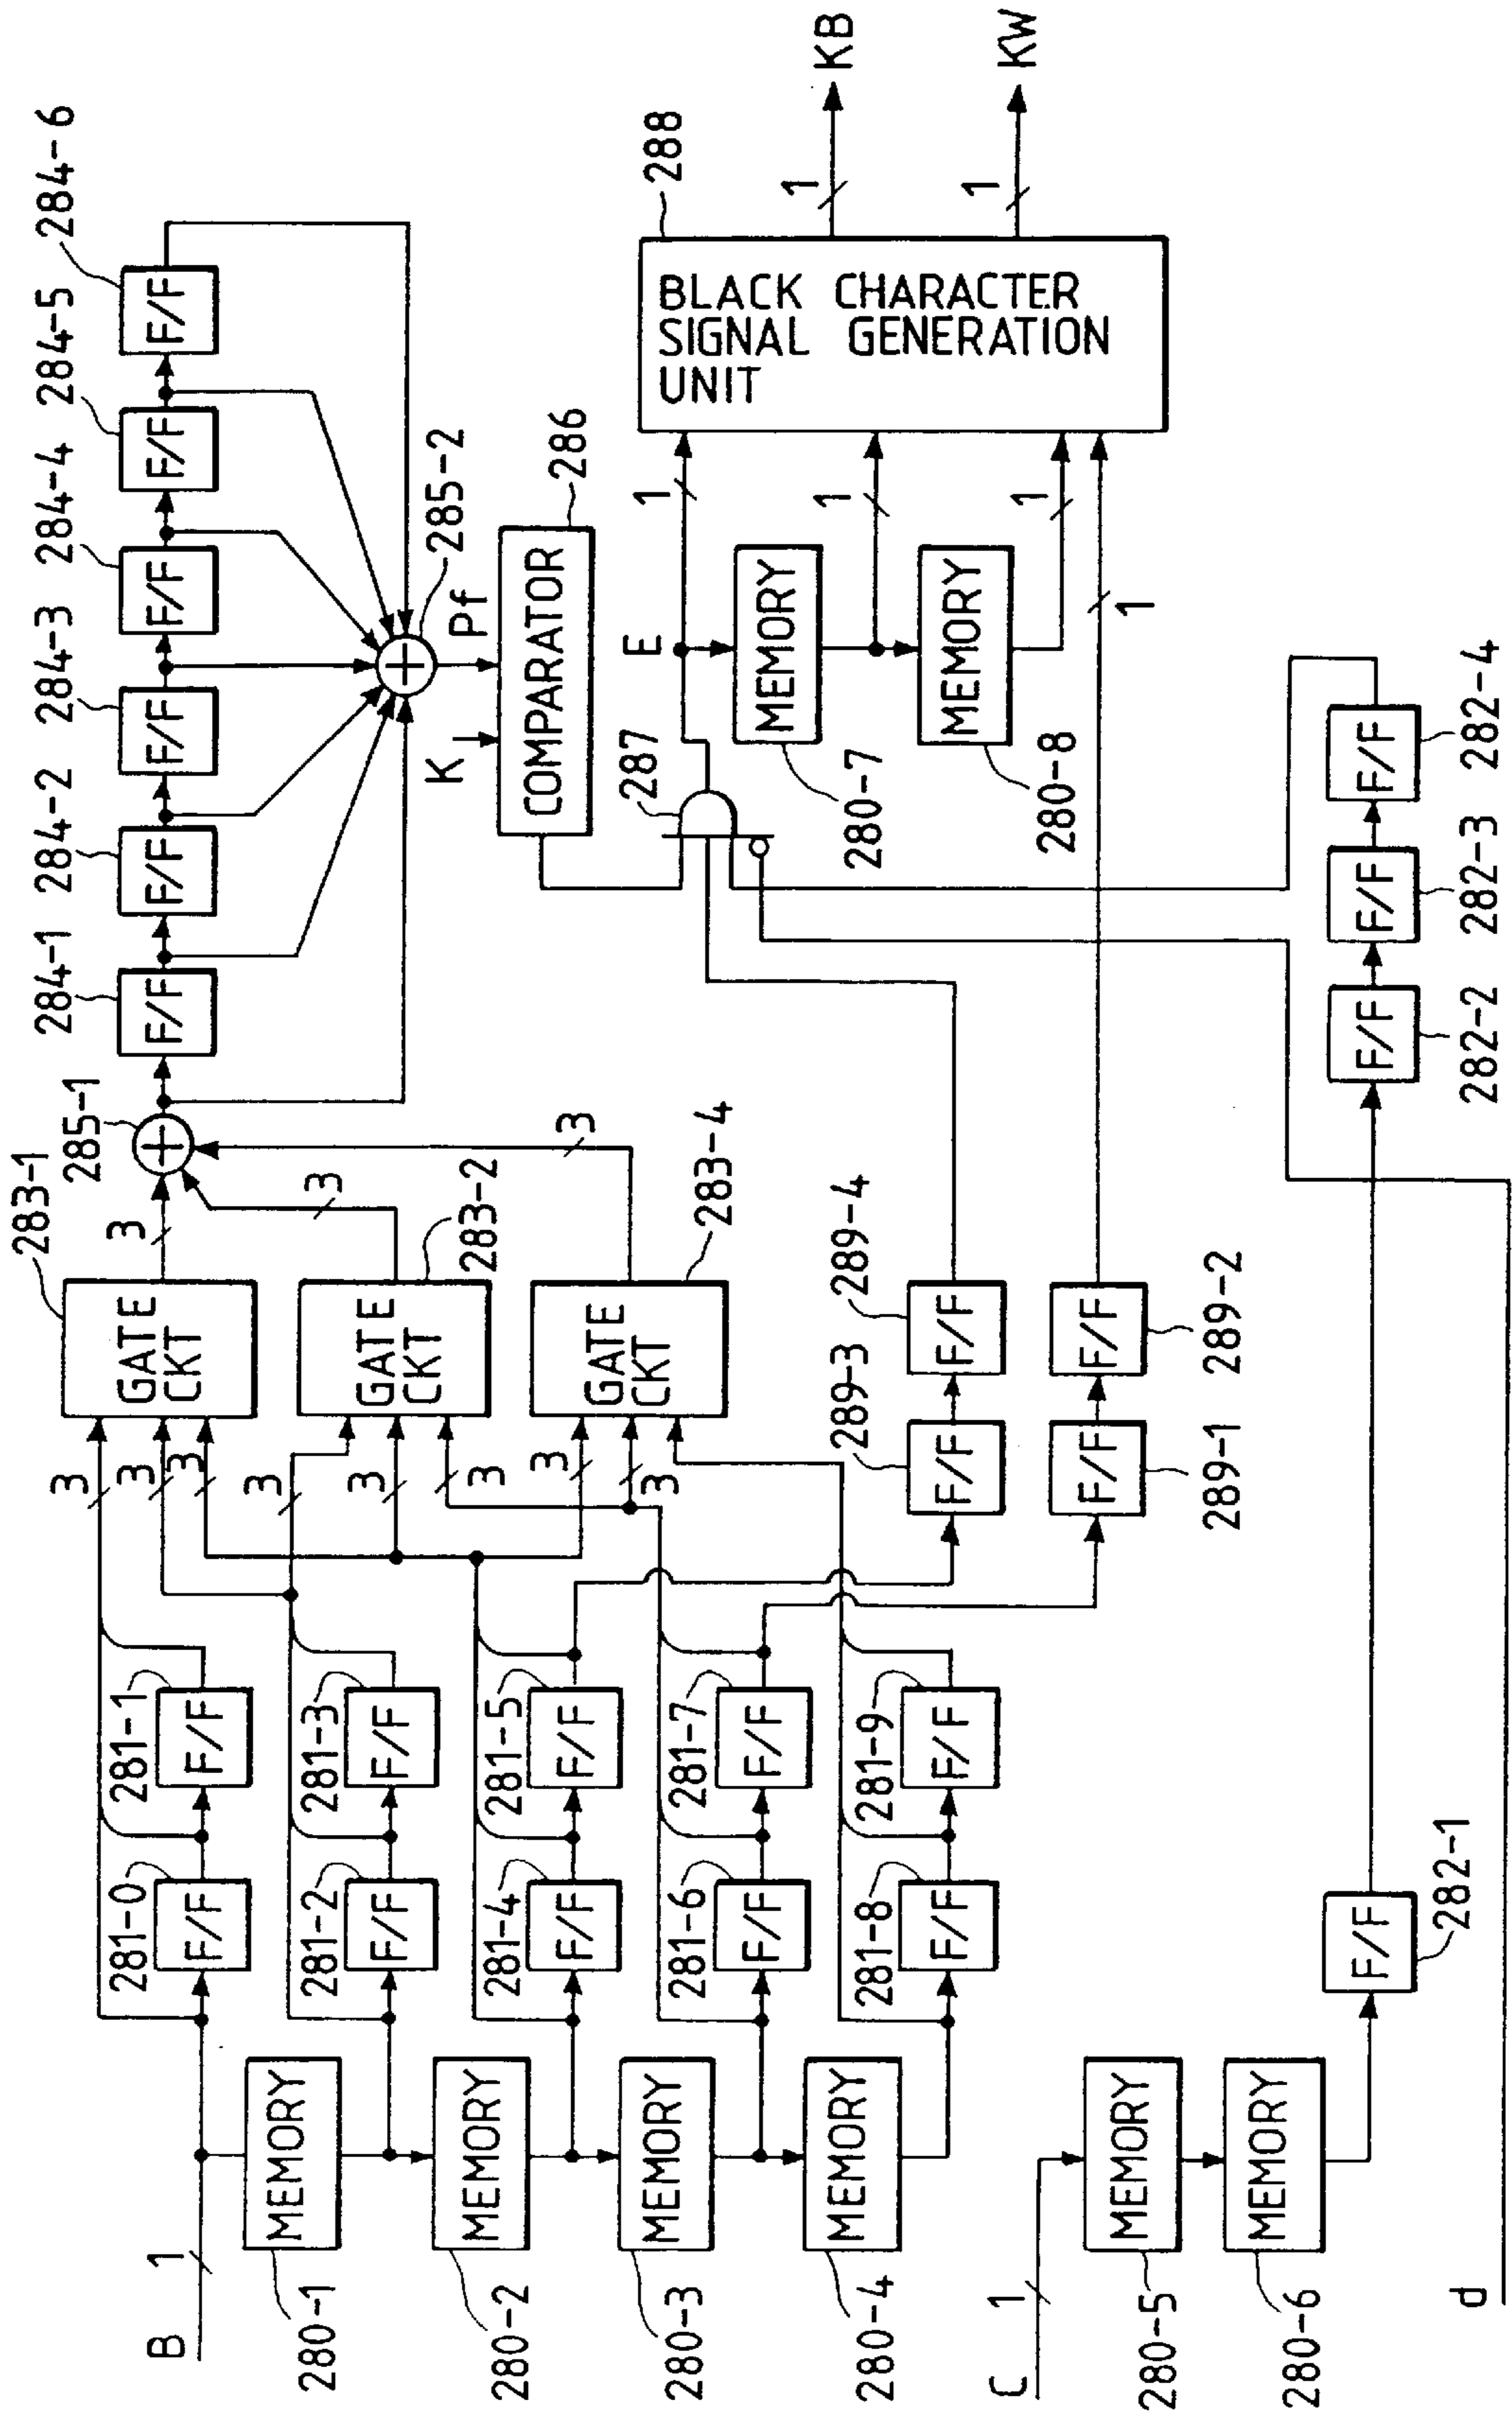 B
1
280-1
MEMORY
280-2
MEMORY
280-3
MEMORY
280-4
MEMORY
281-0
F/F
281-1
F/F
281-2
F/F
281-3
F/F
281-4
F/F
281-5
F/F
281-6
F/F
281-7
F/F
281-8
F/F
281-9
F/F
3
3
3
3
3
3
3
3
283-1
GATE
CKT
283-2
GATE
CKT
283-4
GATE
CKT
3
3
3
285-1
284-1
F/F
284-2
F/F
284-3
F/F
284-4
F/F
284-5
F/F
284-6
F/F
285-2
Pf
K
COMPARATOR
286
287
E
1
MEMORY
280-7
1
MEMORY
280-8
1
1
288
BLACK CHARACTER
SIGNAL GENERATION
UNIT
1
KB
1
KW
289-3
F/F
289-4
F/F
289-1
F/F
289-2
F/F
C
1
280-5
MEMORY
280-6
MEMORY
282-1
F/F
282-2
F/F
282-3
F/F
282-4
F/F
d